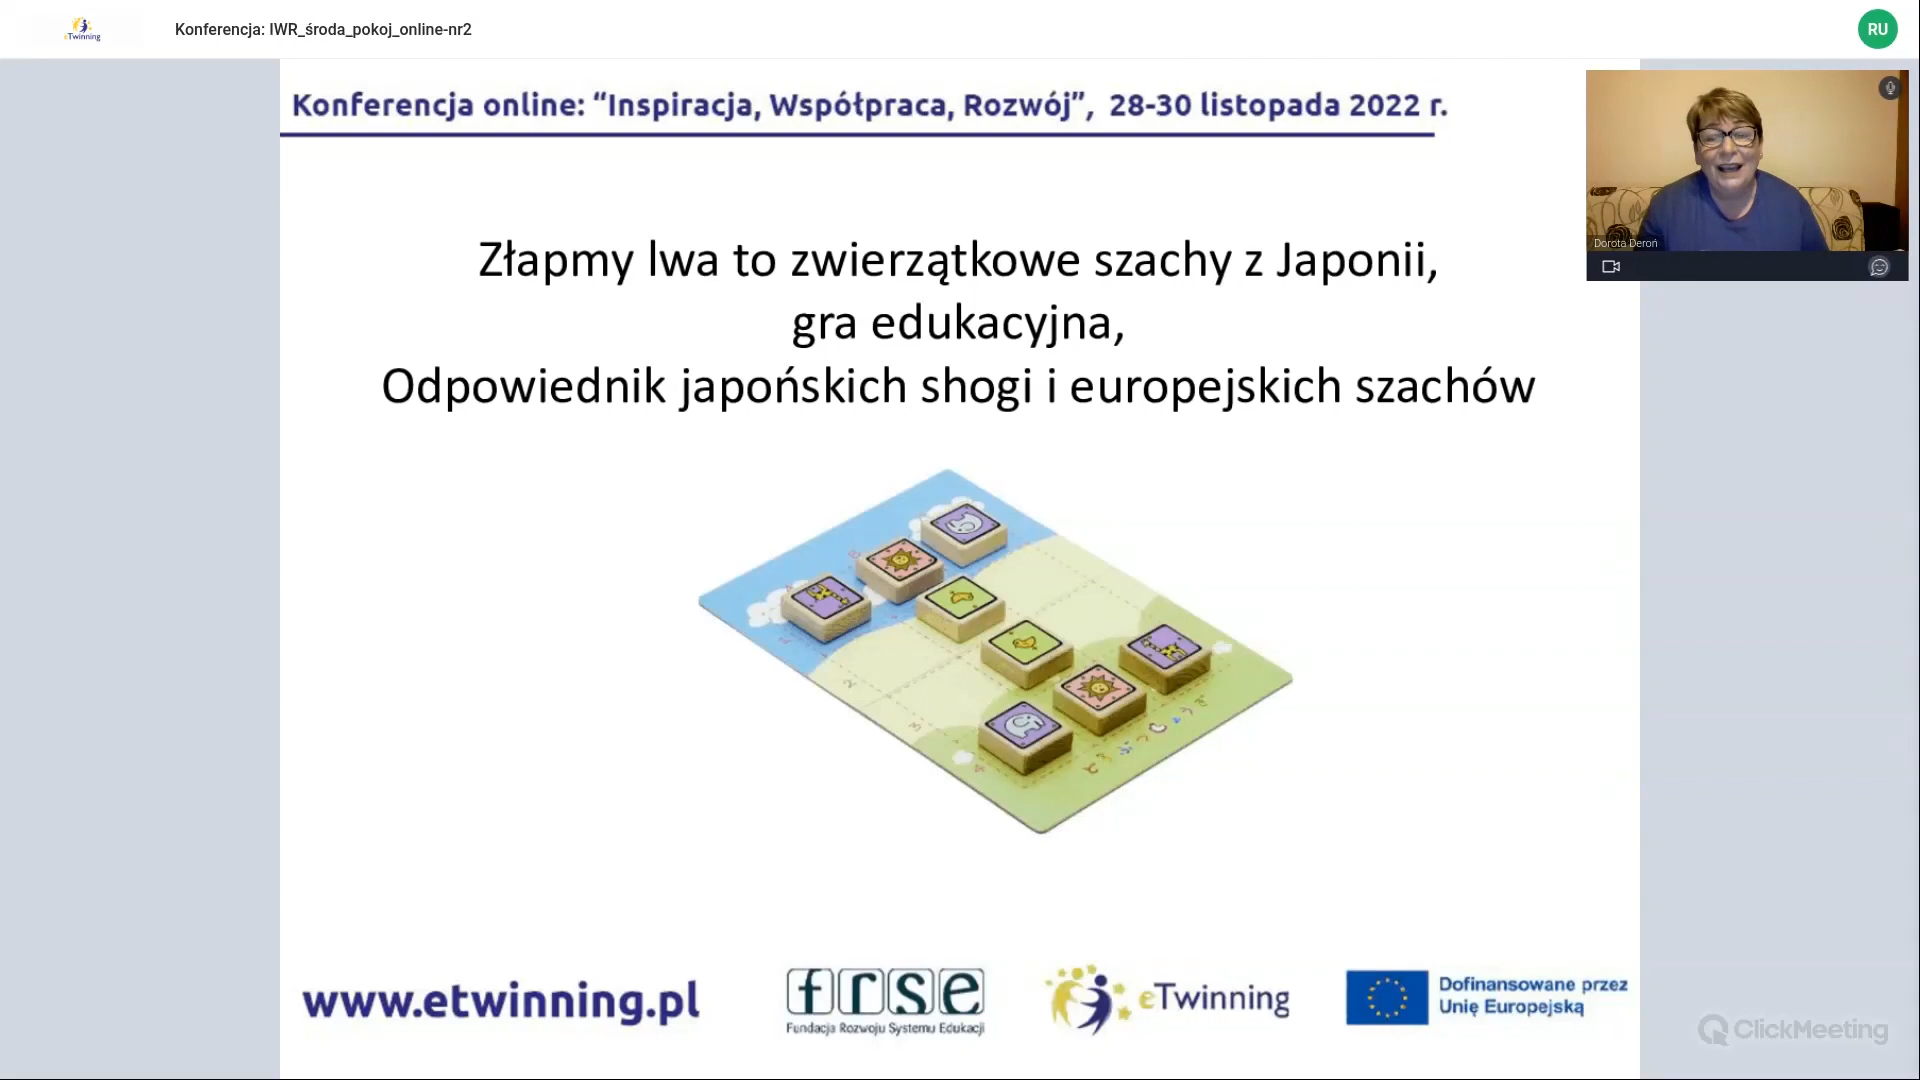 eTwinning
Konferencja: IWR_środa_pokoj_online-nr2
RU
Konferencja online: “Inspiracja, Współpraca, Rozwój”, 28-30 listopada 2022 r.
Dorota Deroń
Złapmy lwa to zwierzątkowe szachy z Japonii,
gra edukacyjna,
Odpowiednik japońskich shogi i europejskich szachów
www.etwinning.pl
frse
Fundacja Rozwoju Systemu Edukacji
eTwinning
Dofinansowane przez
Unię Europejską
ClickMeeting